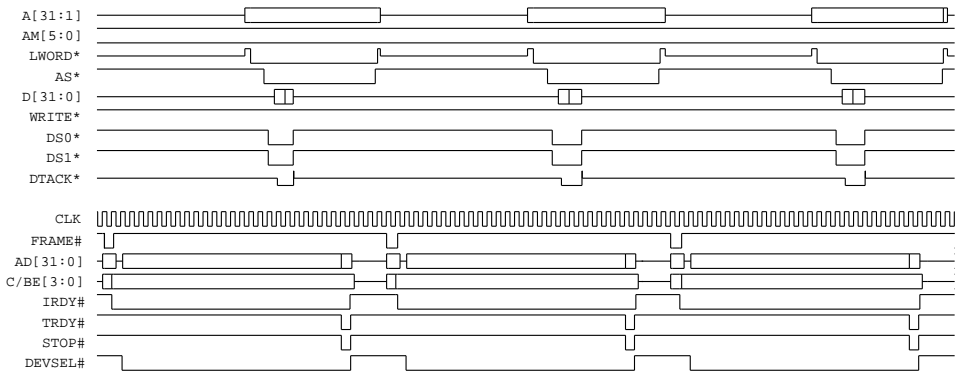 A[31:1]
AM[5:0]
LWORD*
AS*
D[31:0]
WRITE*
DS0*
DS1*
DTACK*
CLK
FRAME#
AD[31:0]
C/BE[3:0]
IRDY#
TRDY#
STOP#
DEVSEL#